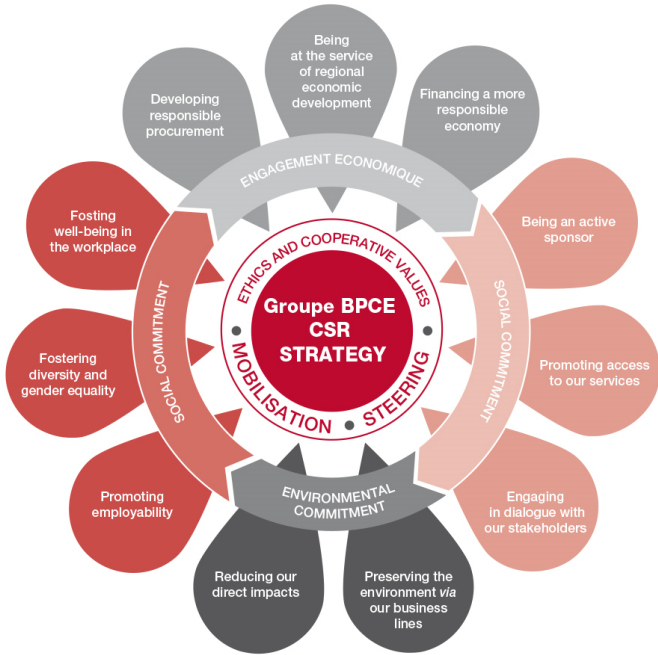 Being
at the service
of regional
economic
development
Financing a more
responsible
economy
Developing
responsible
procurement
ENGAGEMENT ECONOMIQUE
Fosting
well-being in
the workplace
Being an active
sponsor
ETHICS AND COOPERATIVE VALUES
Groupe BPCE
CSR
STRATEGY
MOBILISATION
STEERING
SOCIAL COMMITMENT
SOCIAL COMMITMENT
Fostering
diversity and
gender equality
Promoting access
to our services
Promoting
employability
Engaging
in dialogue with
our stakeholders
ENVIRONMENTAL
COMMITMENT
Reducing our
direct impacts
Preserving the
environment via
our business
lines